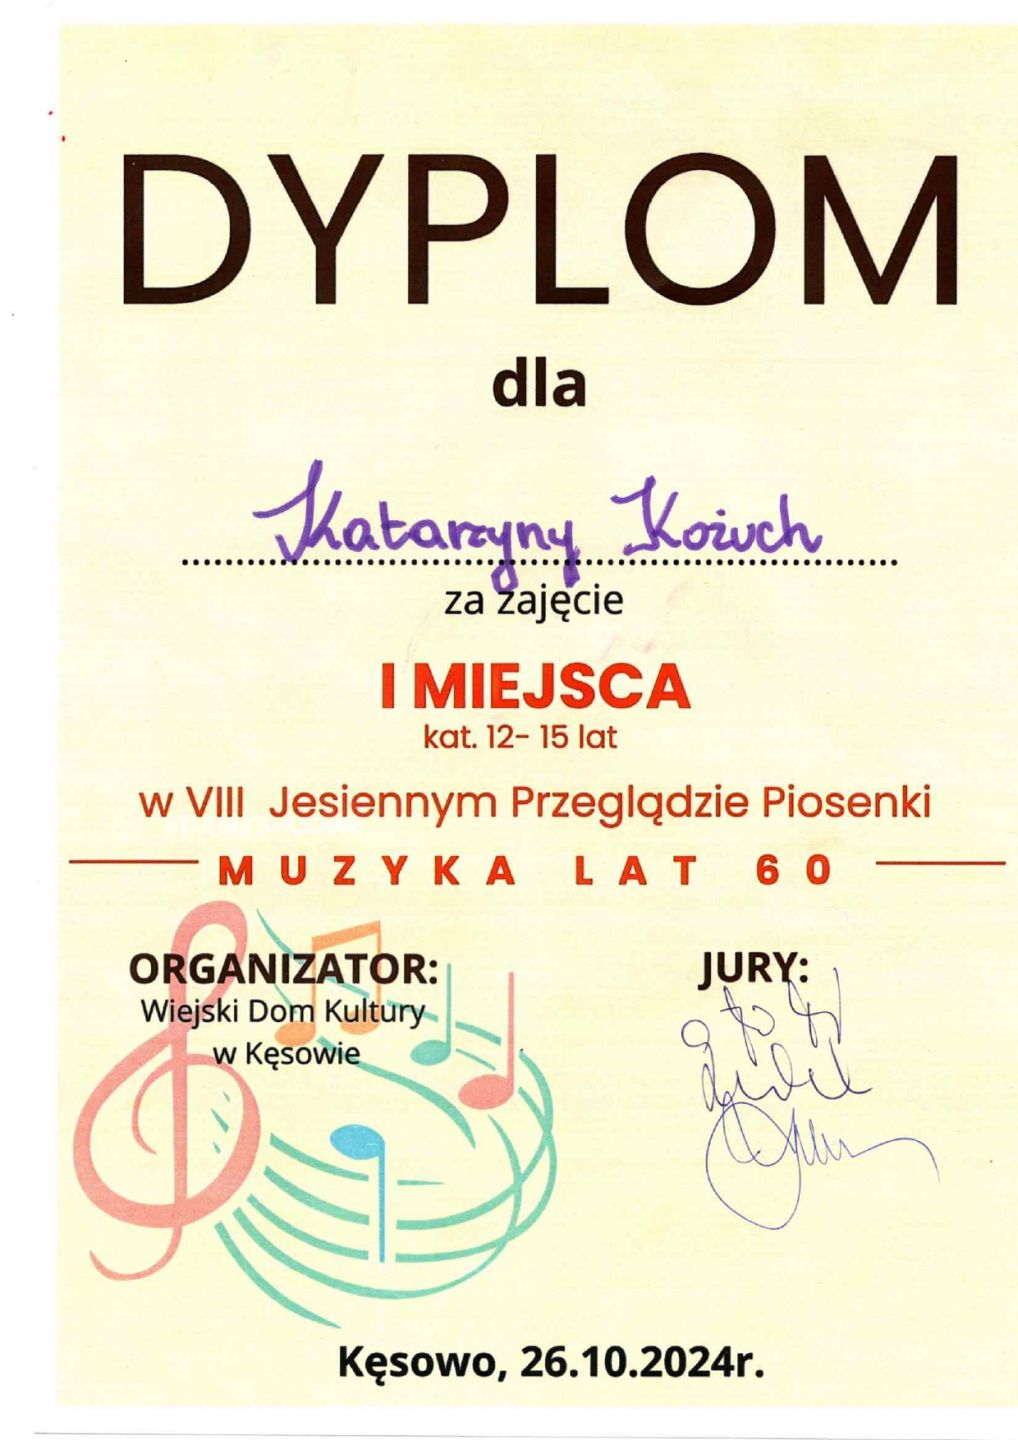 DYPLOM
dla
Katarzyny Kożuch
za zajęcie
I MIEJSCA
kat. 12- 15 lat
w VIII Jesiennym Przeglądzie Piosenki
MUZYKA LAT 60
ORGANIZATOR:
Wiejski Dom Kultury
w Kęsowie
JURY:
Kęsowo, 26.10.2024r.